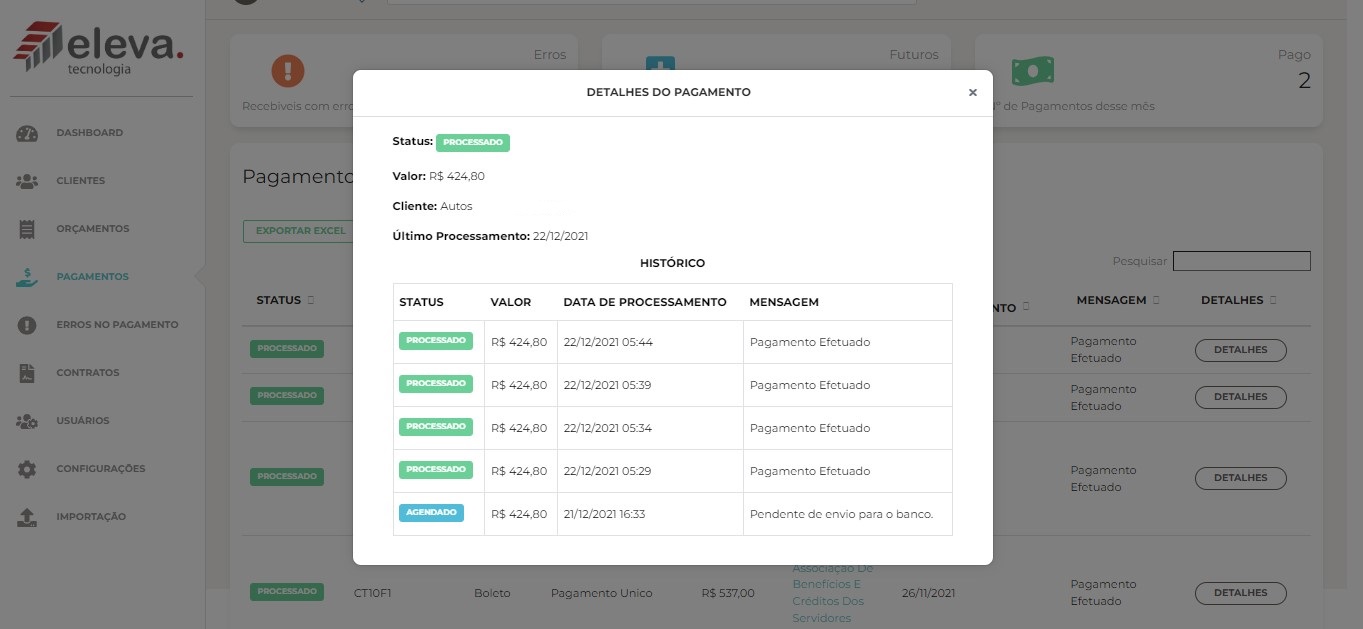 eleva.
tecnologia
DASHBOARD
CLIENTES
ORÇAMENTOS
PAGAMENTOS
ERROS NO PAGAMENTO
CONTRATOS
USUÁRIOS
CONFIGURAÇÕES
IMPORTAÇÃO
Erros
Futuros
Pago
2
Recebíveis com erro
Nº de Pagamentos desse mês
Pagamento
EXPORTAR EXCEL
Pesquisar
STATUS
NTO
MENSAGEM
DETALHES
PROCESSADO
Pagamento
Efetuado
DETALHES
PROCESSADO
Pagamento
Efetuado
DETALHES
PROCESSADO
Pagamento
Efetuado
DETALHES
PROCESSADO
CT10F1
Boleto
Pagamento Unico
R$ 537,00
Associação De
Benefícios E
Créditos Dos
Servidores
26/11/2021
Pagamento
Efetuado
DETALHES
DETALHES DO PAGAMENTO
×
Status: PROCESSADO
Valor: R$ 424,80
Cliente: Autos
Último Processamento: 22/12/2021
HISTÓRICO
STATUS VALOR DATA DE PROCESSAMENTO MENSAGEM
PROCESSADO R$ 424,80 22/12/2021 05:44 Pagamento Efetuado
PROCESSADO R$ 424,80 22/12/2021 05:39 Pagamento Efetuado
PROCESSADO R$ 424,80 22/12/2021 05:34 Pagamento Efetuado
PROCESSADO R$ 424,80 22/12/2021 05:29 Pagamento Efetuado
AGENDADO R$ 424,80 21/12/2021 16:33 Pendente de envio para o banco.